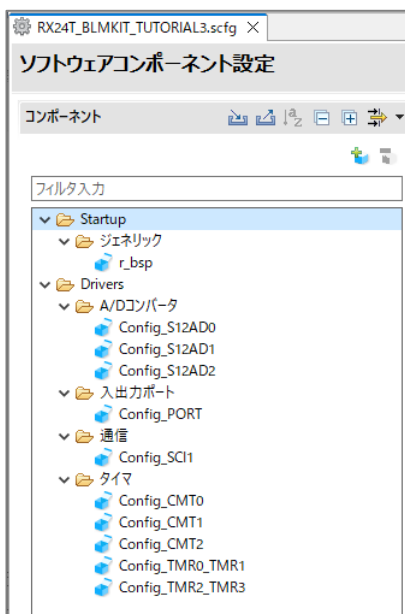 RX24T_BLMKIT_TUTORIAL3.scfg
ソフトウェアコンポーネント設定
コンポーネント
フィルタ入力
Startup
ジェネリック
r_bsp
Drivers
A/Dコンバータ
Config_S12AD0
Config_S12AD1
Config_S12AD2
入出力ポート
Config_PORT
通信
Config_SCI1
タイマ
Config_CMT0
Config_CMT1
Config_CMT2
Config_TMR0_TMR1
Config_TMR2_TMR3